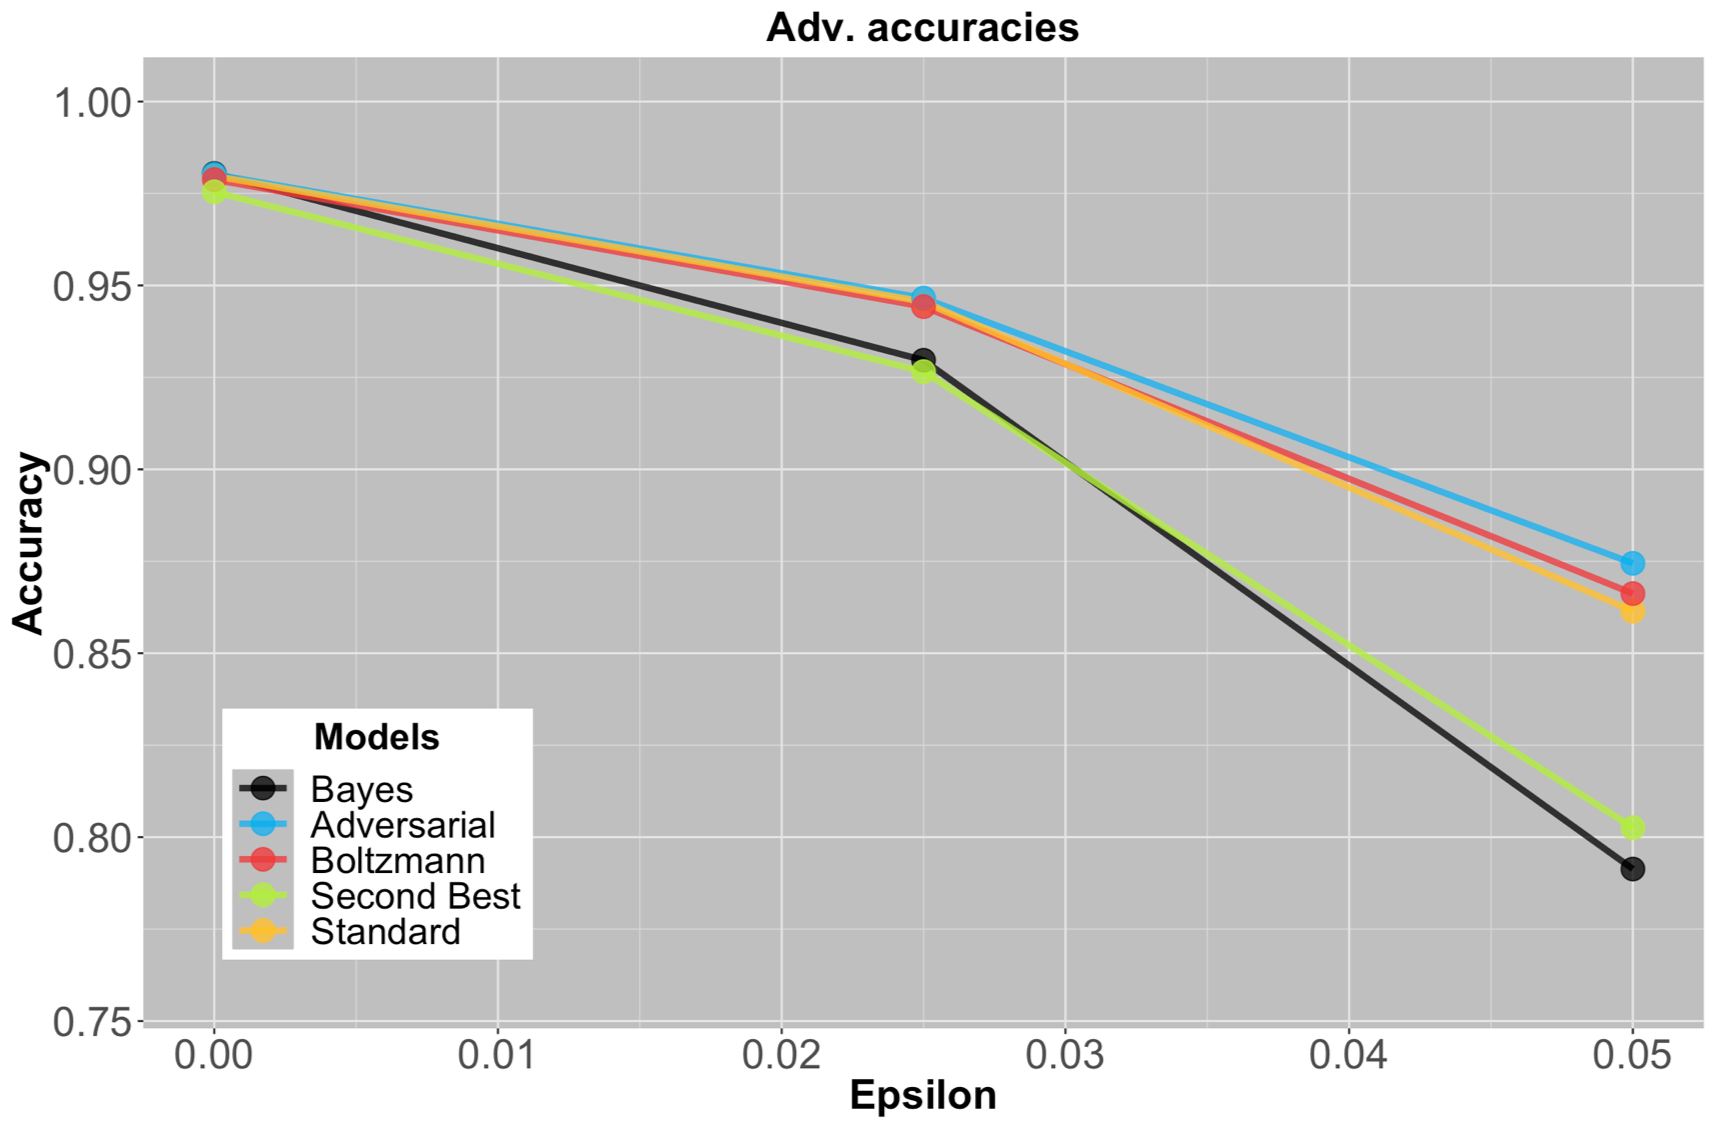 Adv. accuracies
1.00
0.95
0.90
0.85
0.80
0.75
Accuracy
Models
Bayes
Adversarial
Boltzmann
Second Best
Standard
0.00 0.01 0.02 0.03 0.04 0.05
Epsilon